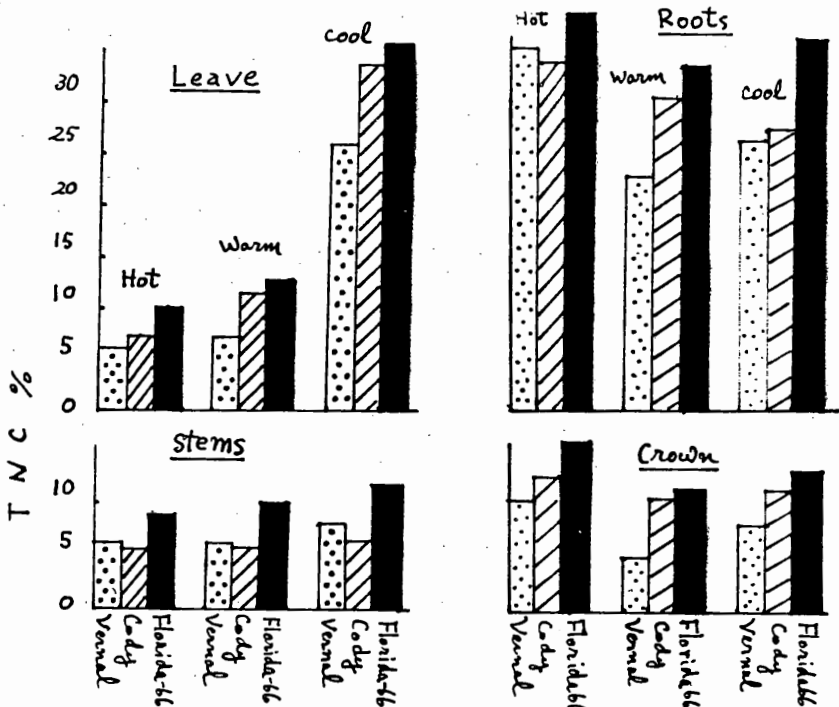 Hot
Roots
Leave
cool
30
Warm
cool
25
20
15
Warm
Hot
10
5
0
TNC %
Stems
Crown
10
5
0
Vernal
Cody
Florida-66
Vernal
Cody
Florida-66
Vernal
Cody
Florida-66
Vernal
Cody
Florida66
Vernal
Cody
Florida66
Vernal
Cody
Florida66